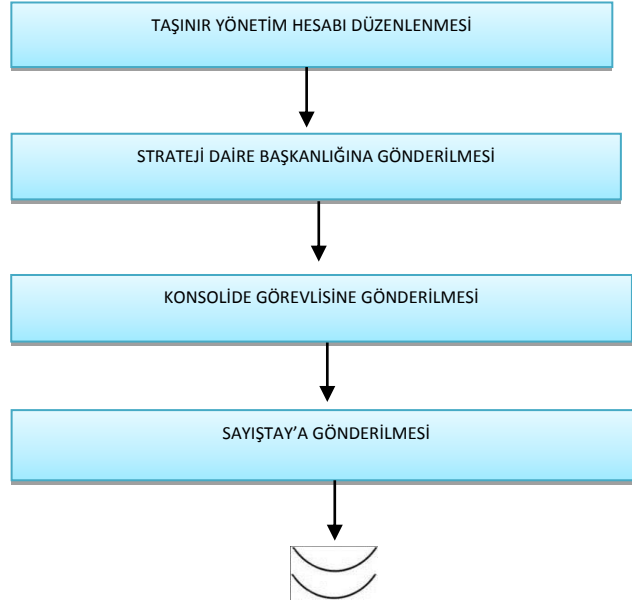 TAŞINIR YÖNETİM HESABI DÜZENLENMESİ
STRATEJİ DAİRE BAŞKANLIĞINA GÖNDERİLMESİ
KONSOLİDE GÖREVLİSİNE GÖNDERİLMESİ
SAYIŞTAY’A GÖNDERİLMESİ